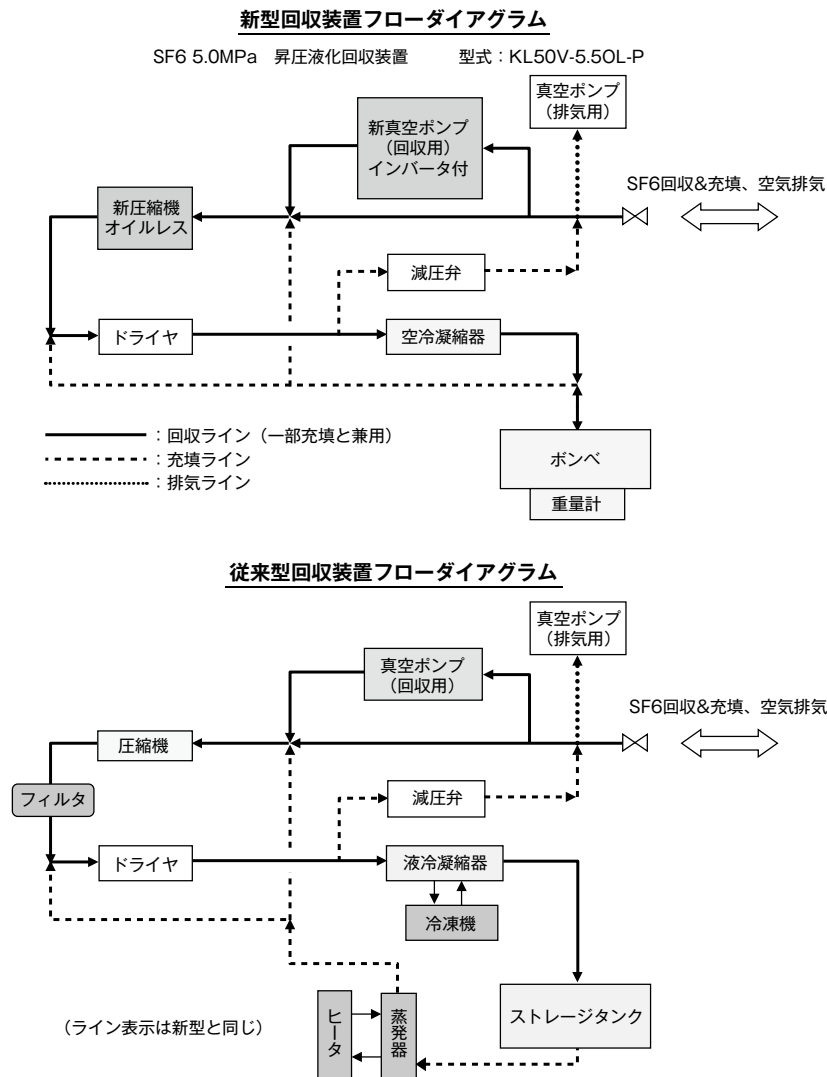 新型回収装置フローダイアグラム
SF6 5.0MPa 昇圧液化回収装置 型式：KL50V-5.5OL-P
真空ポンプ
（排気用）
新真空ポンプ
（回収用）
インバータ付
SF6回収&充填、空気排気
新圧縮機
オイルレス
減圧弁
ドライヤ
空冷凝縮器
：回収ライン（一部充填と兼用）
：充填ライン
：排気ライン
ボンベ
重量計
従来型回収装置フローダイアグラム
真空ポンプ
（排気用）
真空ポンプ
（回収用）
SF6回収&充填、空気排気
圧縮機
フィルタ
減圧弁
ドライヤ
液冷凝縮器
冷凍機
ストレージタンク
（ライン表示は新型と同じ）
ヒータ
蒸発器